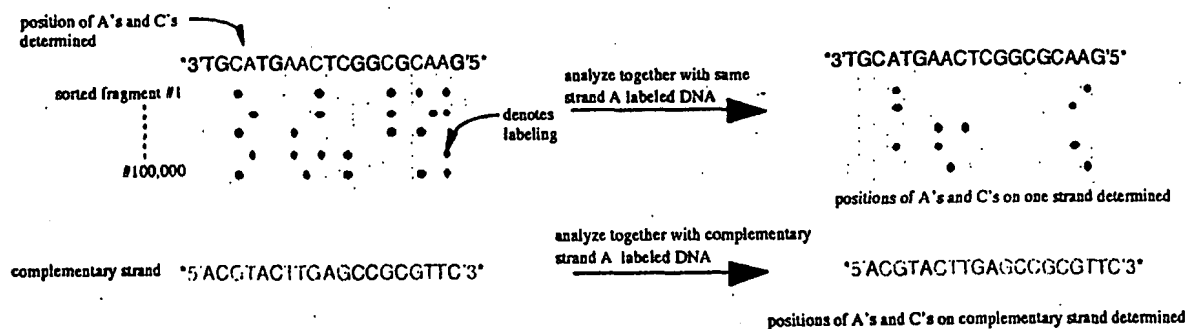 position of A's and C's
determined
*3'TGCATGAACTCGGCGCAAG'5*
sorted fragment #1
#100,000
denotes
labeling
analyze together with same
strand A labeled DNA
*3'TGCATGAACTCGGCGCAAG'5*
positions of A's and C's on one strand determined
complementary strand
*5'ACGTACTTGAGCCGCGTTC'3*
analyze together with complementary
strand A labeled DNA
*5'ACGTACTTGAGCCGCGTTC'3*
positions of A's and C's on complementary strand determined